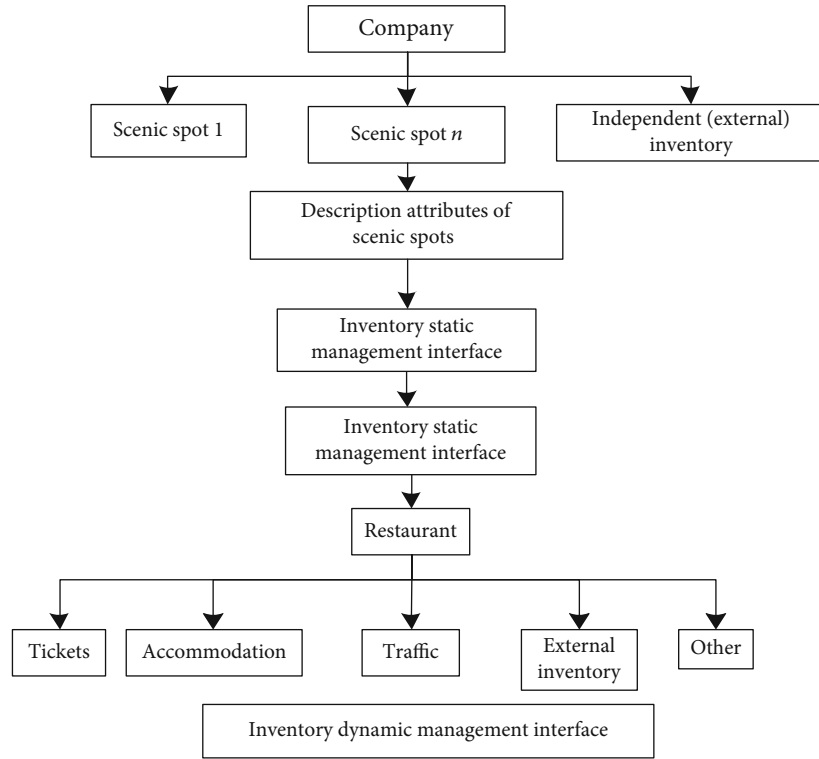 Company
Scenic spot 1
Scenic spot n
Independent (external)
inventory
Description attributes of
scenic spots
Inventory static
management interface
Inventory static
management interface
Restaurant
Tickets
Accommodation
Traffic
External
inventory
Other
Inventory dynamic management interface